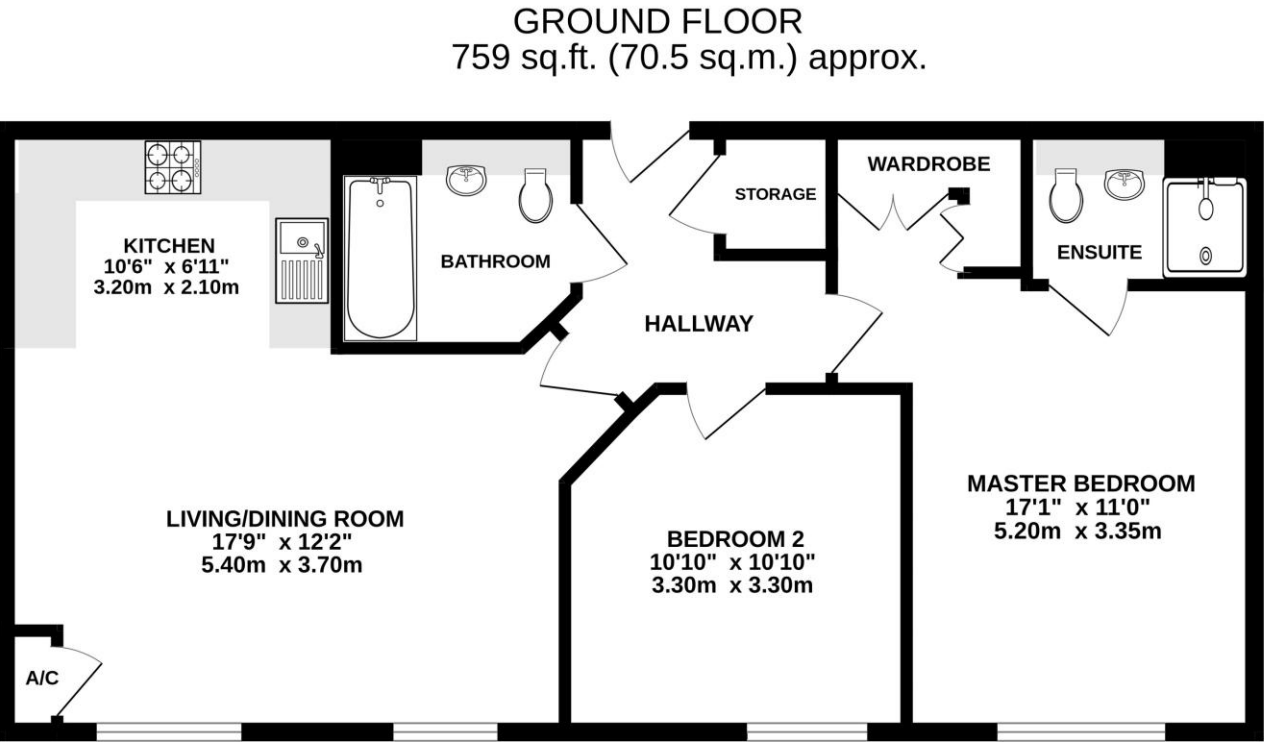 GROUND FLOOR
759 sq.ft. (70.5 sq.m.) approx.
KITCHEN
10'6" x 6'11"
3.20m x 2.10m
BATHROOM
STORAGE
WARDROBE
ENSUITE
HALLWAY
LIVING/DINING ROOM
17'9" x 12'2"
5.40m x 3.70m
BEDROOM 2
10'10" x 10'10"
3.30m x 3.30m
MASTER BEDROOM
17'1" x 11'0"
5.20m x 3.35m
A/C